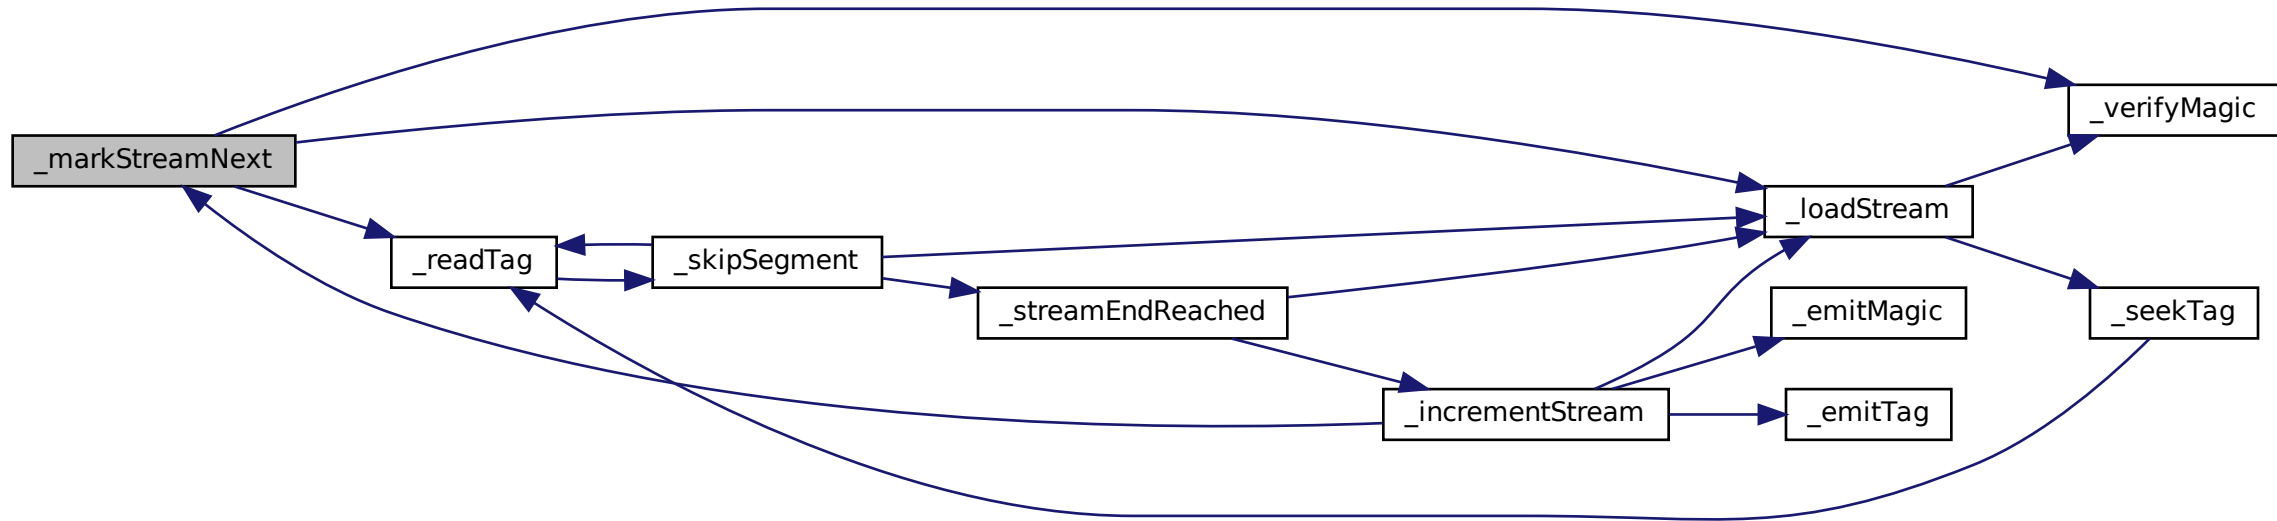 _verifyMagic
_markStreamNext
_loadStream
_readTag
_skipSegment
_streamEndReached
_emitMagic
_seekTag
_incrementStream
_emitTag